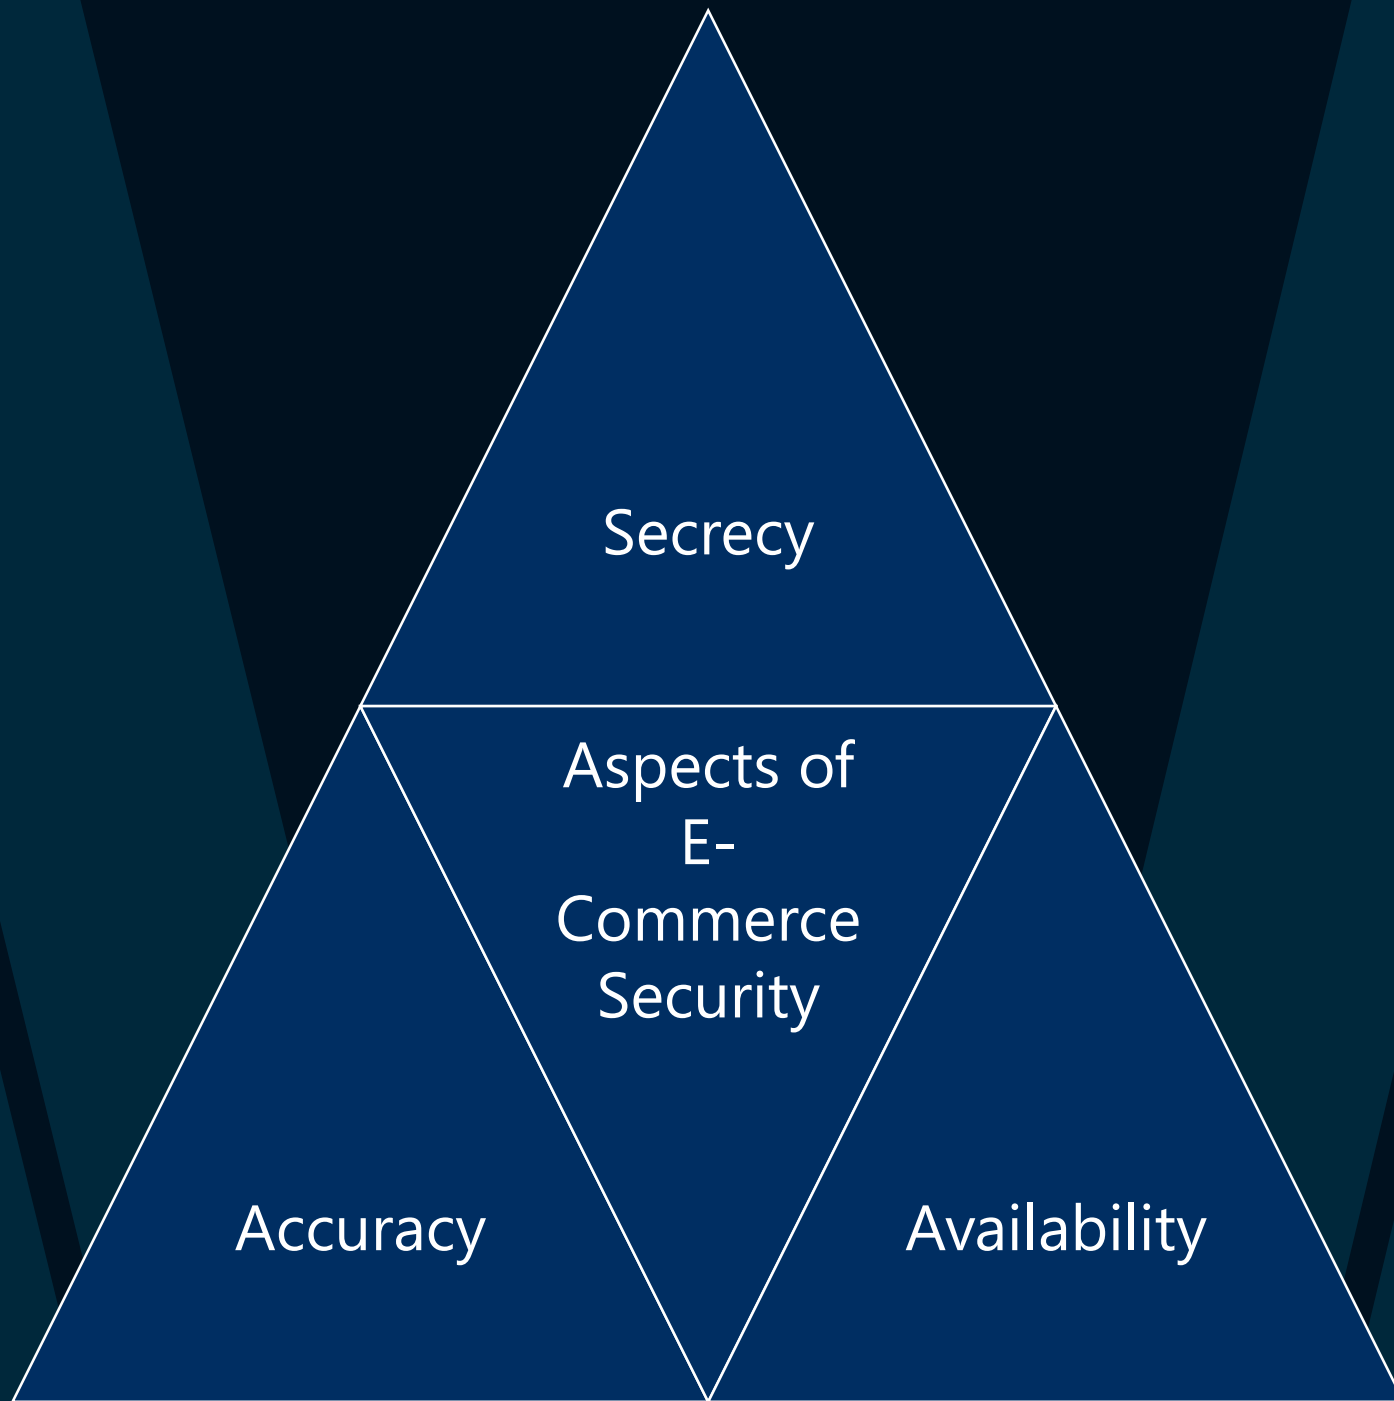 Secrecy
Aspects of
E-
Commerce
Security
Accuracy
Availability